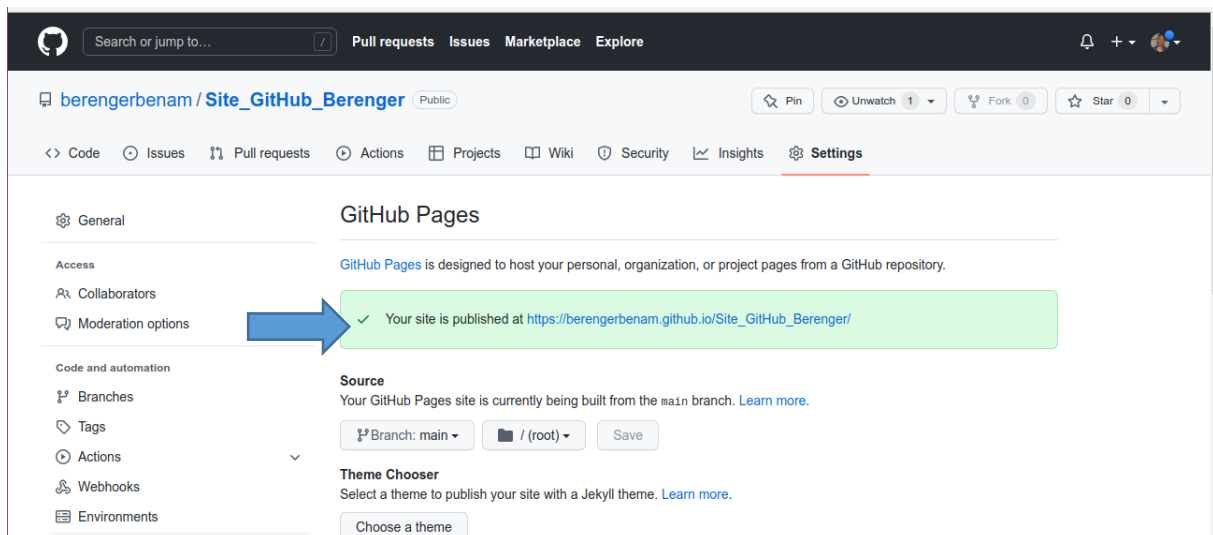 Search or jump to... / Pull requests Issues Marketplace Explore
berengerbenam / Site_GitHub_Berenger Public Pin Unwatch 1 Fork 0 Star 0
Code Issues Pull requests Actions Projects Wiki Security Insights Settings
General
Access
Collaborators
Moderation options
Code and automation
Branches
Tags
Actions
Webhooks
Environments
GitHub Pages
GitHub Pages is designed to host your personal, organization, or project pages from a GitHub repository.
Your site is published at https://berengerbenam.github.io/Site_GitHub_Berenger/
Source
Your GitHub Pages site is currently being built from the main branch. Learn more.
Branch: main / (root) Save
Theme Chooser
Select a theme to publish your site with a Jekyll theme. Learn more.
Choose a theme